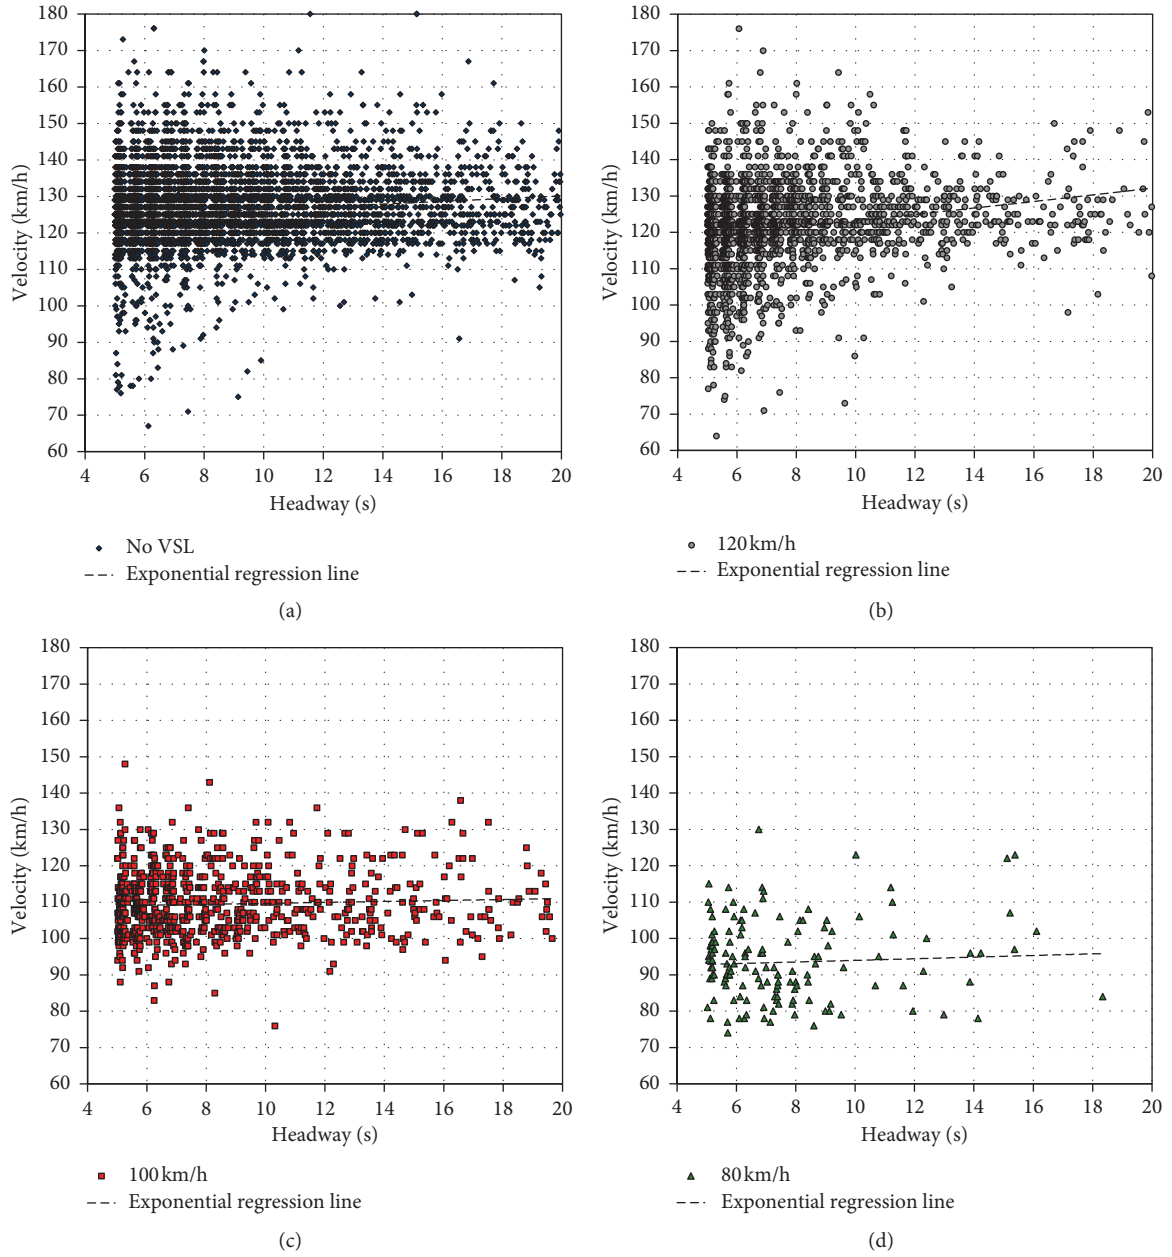 180
170
160
150
140
130
120
110
100
90
80
70
60
Velocity (km/h)
4 6 8 10 12 14 16 18 20
Headway (s)
No VSL
Exponential regression line
(a)
180
170
160
150
140
130
120
110
100
90
80
70
60
Velocity (km/h)
4 6 8 10 12 14 16 18 20
Headway (s)
120 km/h
Exponential regression line
(b)
180
170
160
150
140
130
120
110
100
90
80
70
60
Velocity (km/h)
4 6 8 10 12 14 16 18 20
Headway (s)
100 km/h
Exponential regression line
(c)
180
170
160
150
140
130
120
110
100
90
80
70
60
Velocity (km/h)
4 6 8 10 12 14 16 18 20
Headway (s)
80 km/h
Exponential regression line
(d)